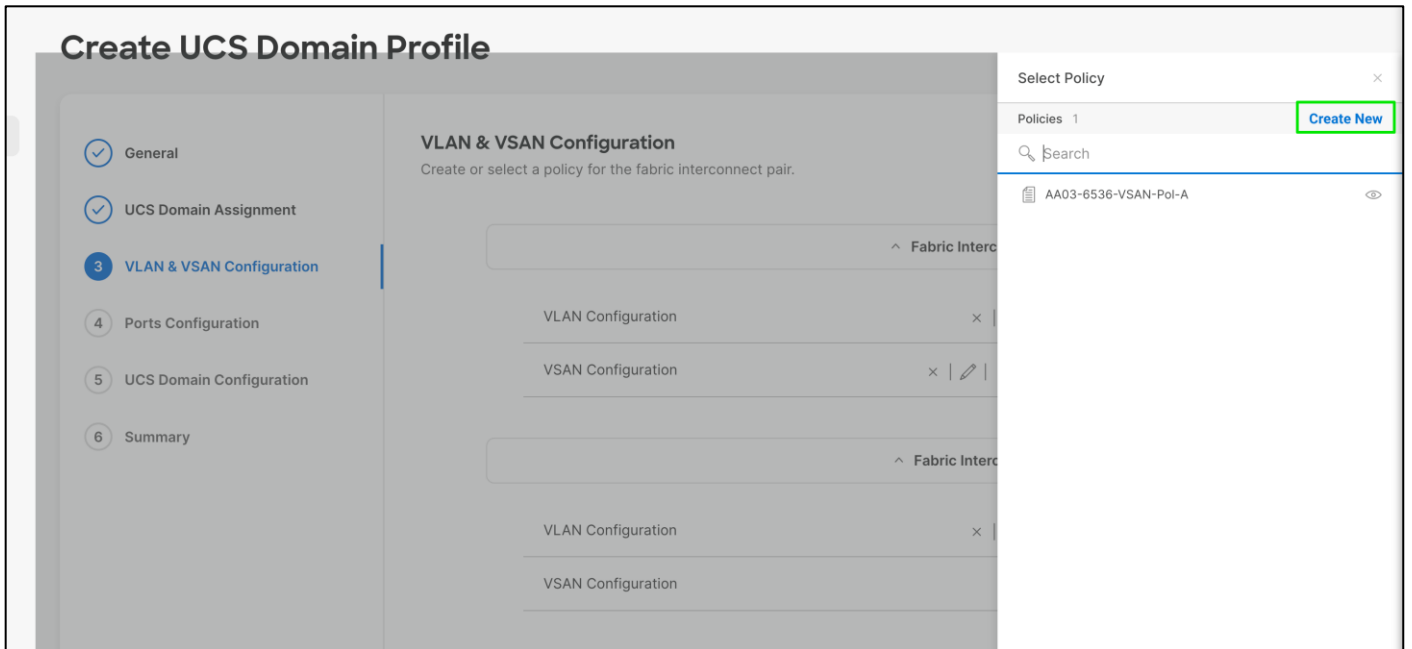 Create UCS Domain Profile
General
UCS Domain Assignment
3 VLAN & VSAN Configuration
4 Ports Configuration
5 UCS Domain Configuration
6 Summary
VLAN & VSAN Configuration
Create or select a policy for the fabric interconnect pair.
Fabric Interc
VLAN Configuration
VSAN Configuration
Fabric Interc
VLAN Configuration
VSAN Configuration
Select Policy
Policies 1 Create New
Search
AA03-6536-VSAN-Pol-A